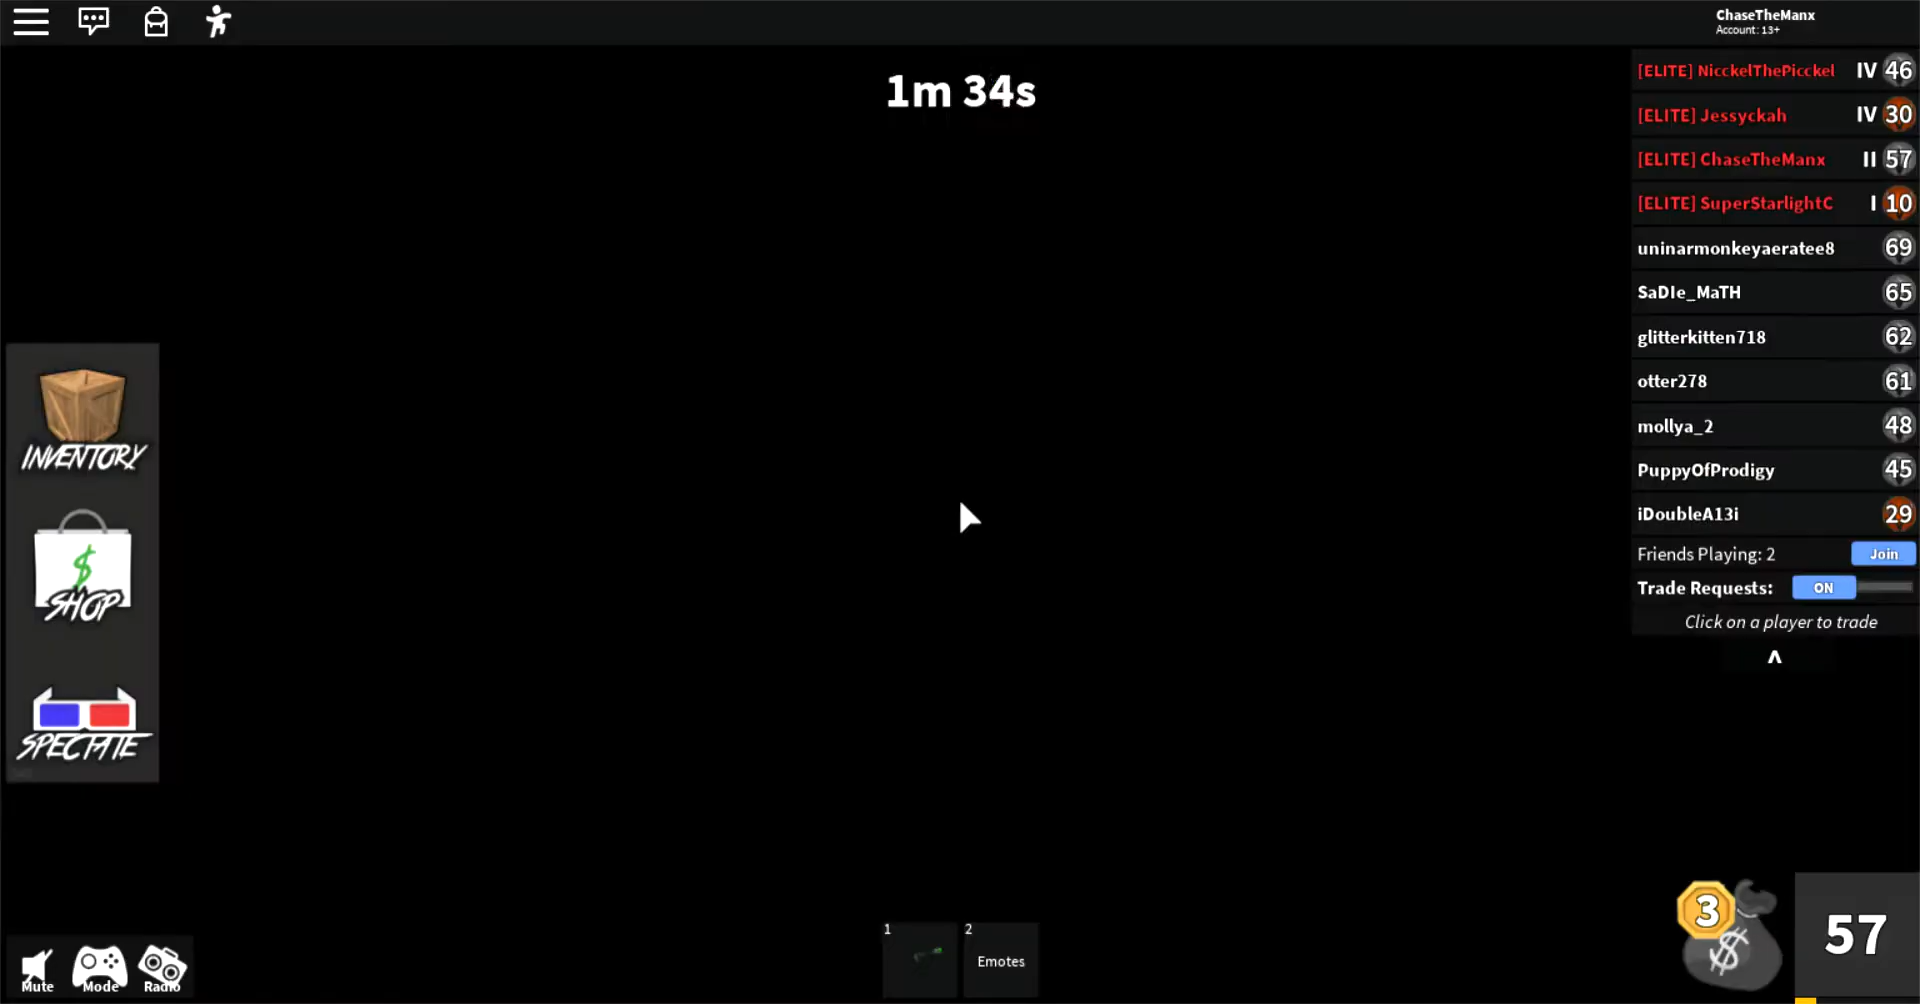 ChaseTheManx
Account: 13+
1m 34s
[ELITE] NicckelThePicckel IV 46
[ELITE] Jessyckah IV 30
[ELITE] ChaseTheManx II 57
[ELITE] SuperStarlightC I 10
uninarmonkeyaeratee8 69
SaDIe_MaTH 65
glitterkitten718 62
otter278 61
mollya_2 48
PuppyOfProdigy 45
iDoubleA13i 29
Friends Playing: 2 Join
Trade Requests: ON
Click on a player to trade
INVENTORY
$
SHOP
SPECTATE
Mute Mode Radio
1
2
Emotes
3
$
57